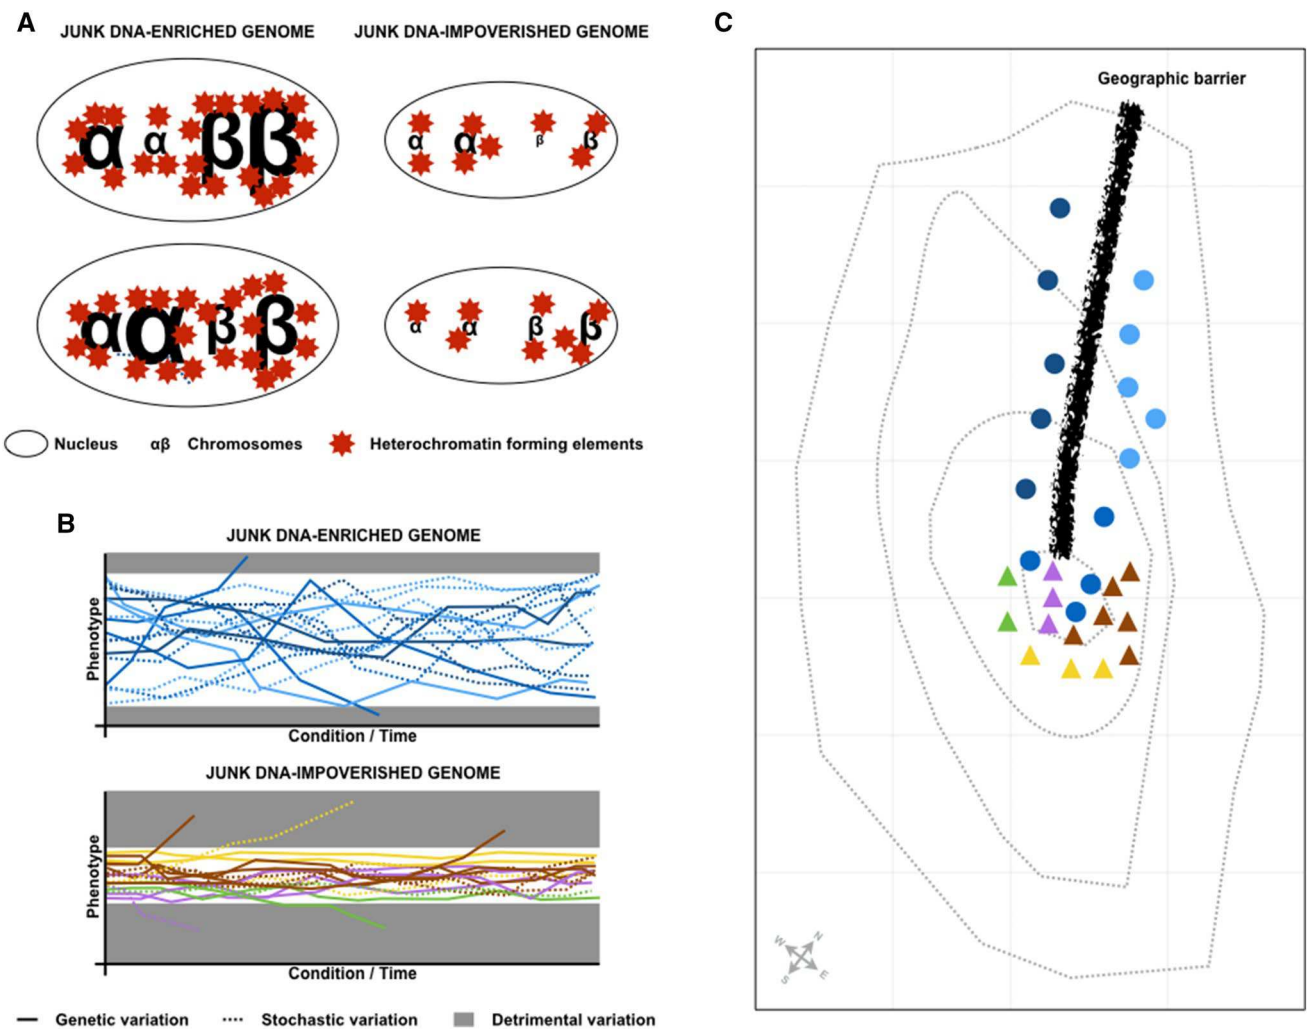 A
JUNK DNA-ENRICHED GENOME
JUNK DNA-IMPOVERISHED GENOME
α α β β
α α β β
α α β β
α α β β
Nucleus
αβ Chromosomes
Heterochromatin forming elements
B
JUNK DNA-ENRICHED GENOME
Phenotype
Condition / Time
JUNK DNA-IMPOVERISHED GENOME
Phenotype
Condition / Time
Genetic variation
Stochastic variation
Detrimental variation
C
Geographic barrier
N
W
E
S